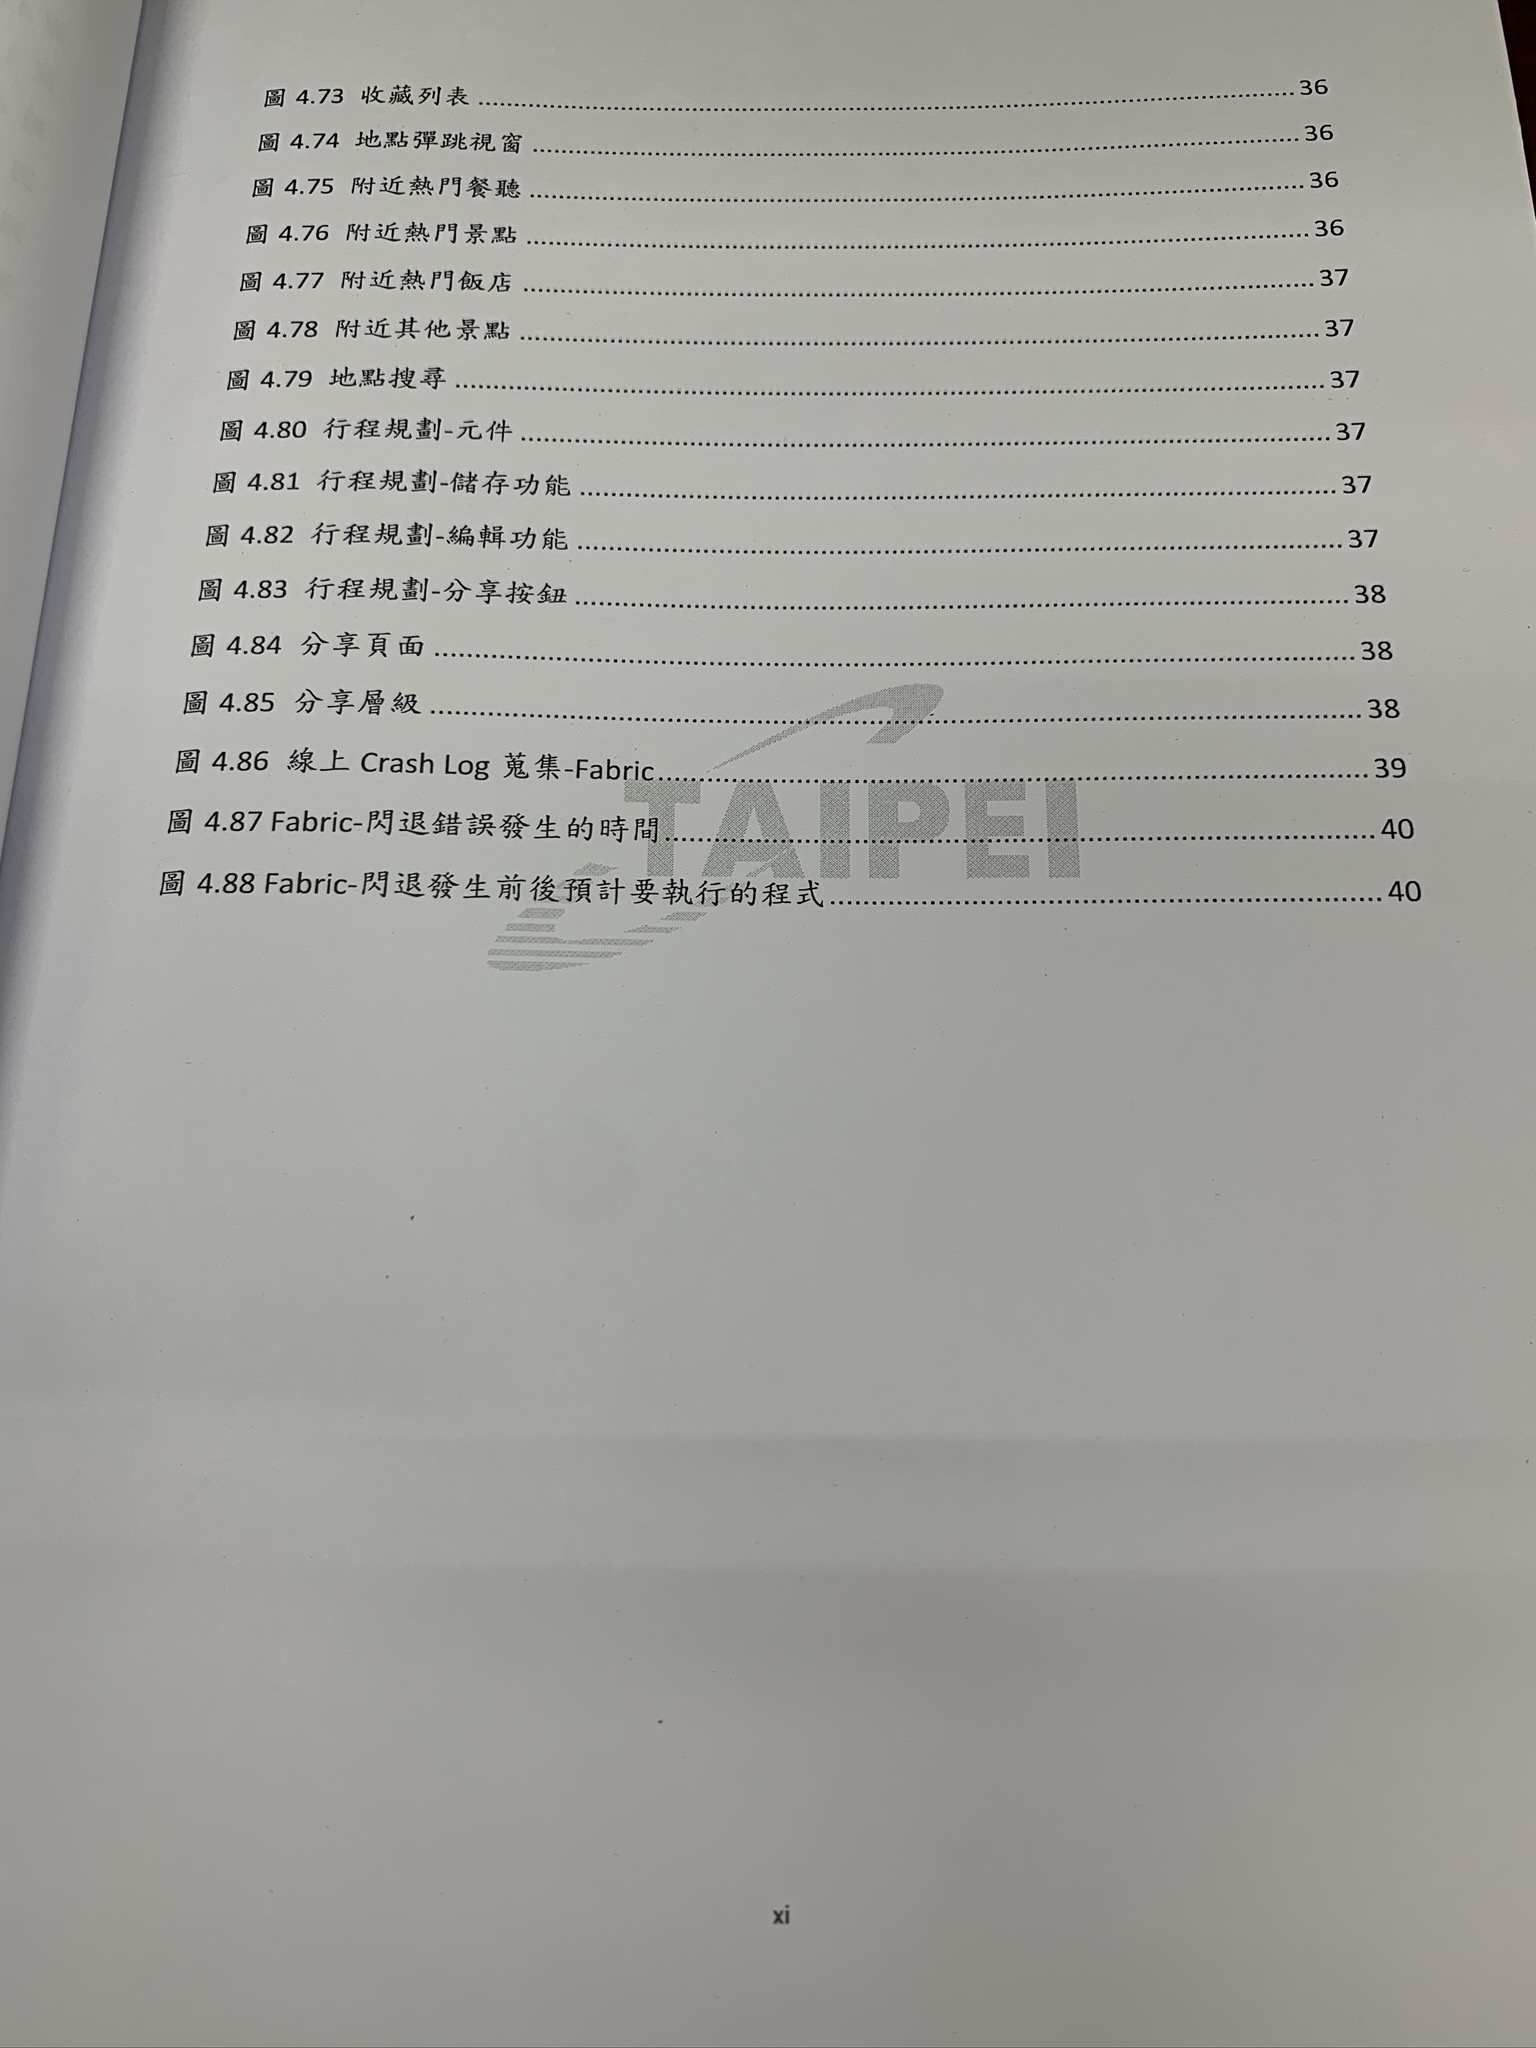 圖 4.73 收藏列表 36
圖 4.74 地點彈跳視窗 36
圖 4.75 附近熱門餐聽 36
圖 4.76 附近熱門景點 36
圖 4.77 附近熱門飯店 37
圖 4.78 附近其他景點 37
圖 4.79 地點搜尋 37
圖 4.80 行程規劃-元件 37
圖 4.81 行程規劃-儲存功能 37
圖 4.82 行程規劃-編輯功能 37
圖 4.83 行程規劃-分享按鈕 38
圖 4.84 分享頁面 38
圖 4.85 分享層級 38
圖 4.86 線上 Crash Log 蒐集-Fabric 39
圖 4.87 Fabric-閃退錯誤發生的時間 40
圖 4.88 Fabric-閃退發生前後預計要執行的程式 40
TAIPEI
xi